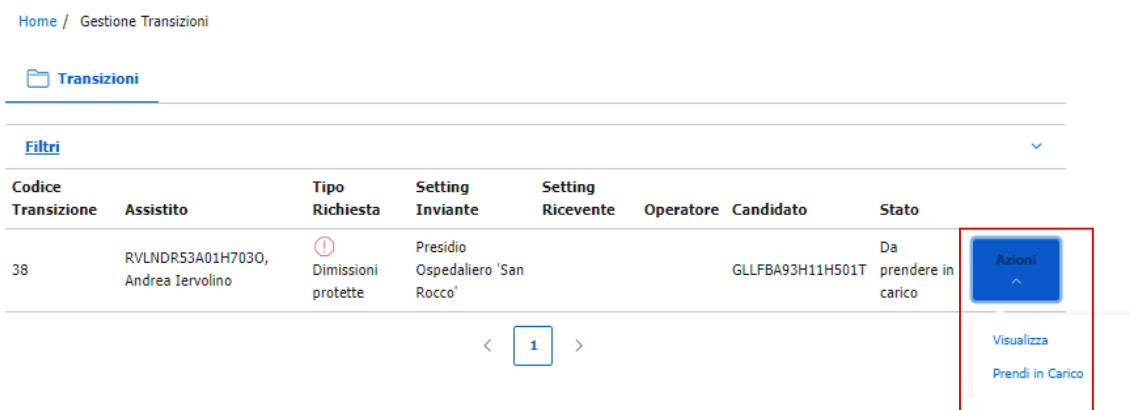 Home / Gestione Transizioni
Transizioni
Filtri
Codice Transizione Assistito Tipo Richiesta Setting Inviante Setting Ricevente Operatore Candidato Stato
38 RVLNDR53A01H703O, Andrea Iervolino Dimissioni protette Presidio Ospedaliero 'San Rocco' GLLFBA93H11H501T Da prendere in carico Azioni
1
Visualizza
Prendi in Carico